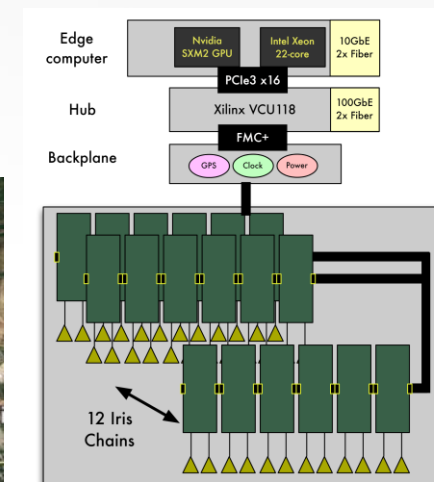 Edge
computer
Nvidia
SXM2 GPU
Intel Xeon
22-core
10GbE
2x Fiber
PCIe3 x16
Hub
Xilinx VCU118
100GbE
2x Fiber
FMC+
Backplane
GPS
Clock
Power
12 Iris
Chains